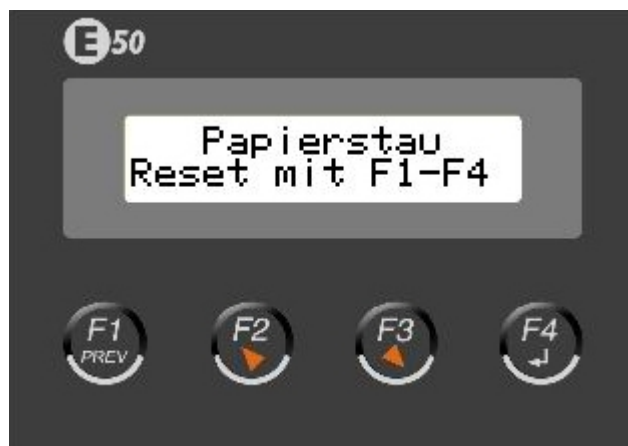 E50
Papierstau
Reset mit F1-F4
F1 F2 F3 F4
PREV